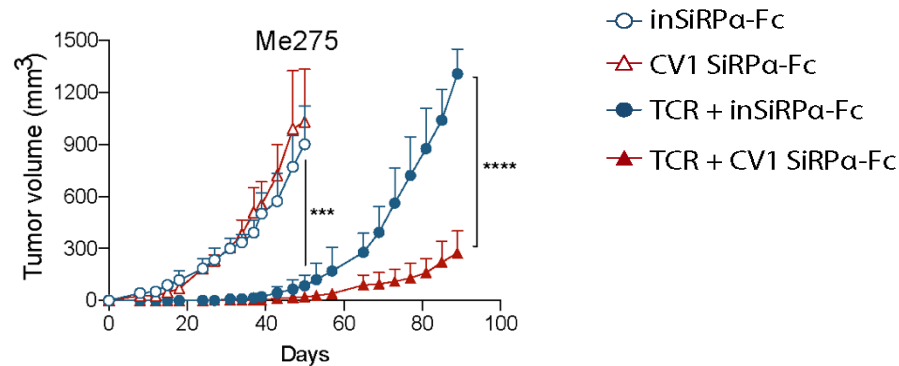 Me275
Tumor volume (mm³)
1500
1200
900
600
300
0
0 20 40 60 80 100
Days
***
****
inSiRPα-Fc
CV1 SiRPα-Fc
TCR + inSiRPα-Fc
TCR + CV1 SiRPα-Fc